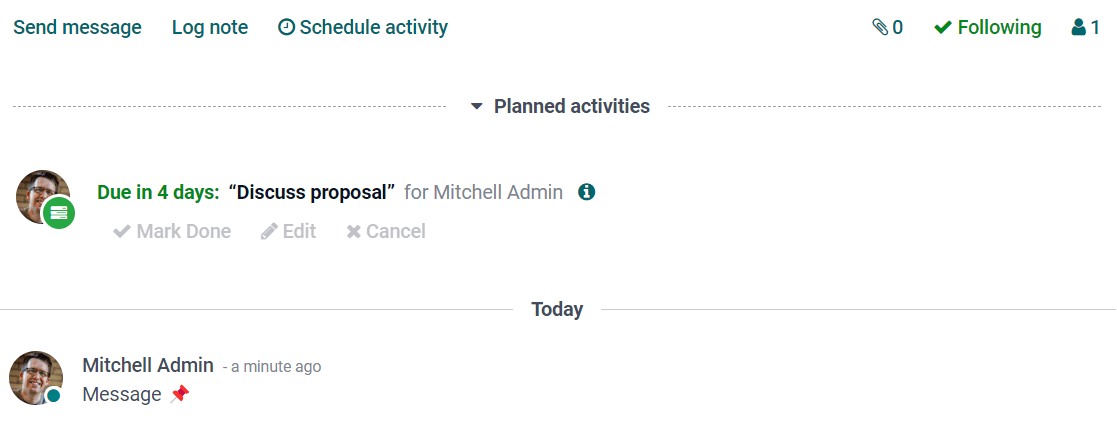 Send message Log note Schedule activity 0 Following 1
Planned activities
Due in 4 days: “Discuss proposal” for Mitchell Admin
Mark Done Edit Cancel
Today
Mitchell Admin - a minute ago
Message 📌